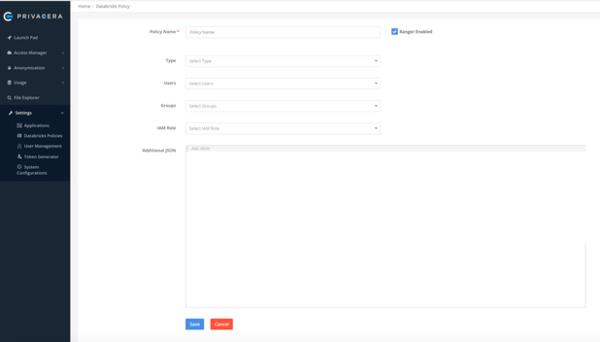 Home / Databricks Policy
PRIVACERA
Launch Pad
Access Manager
Anonymization
Usage
File Explorer
Settings
Applications
Databricks Policies
User Management
Token Generator
System
Configurations
Policy Name *
Policy Name
Ranger Enabled
Type
Select Type
Users
Select Users
Groups
Select Groups
IAM Role
Select IAM Role
Additional JSON
Add JSON
Save
Cancel